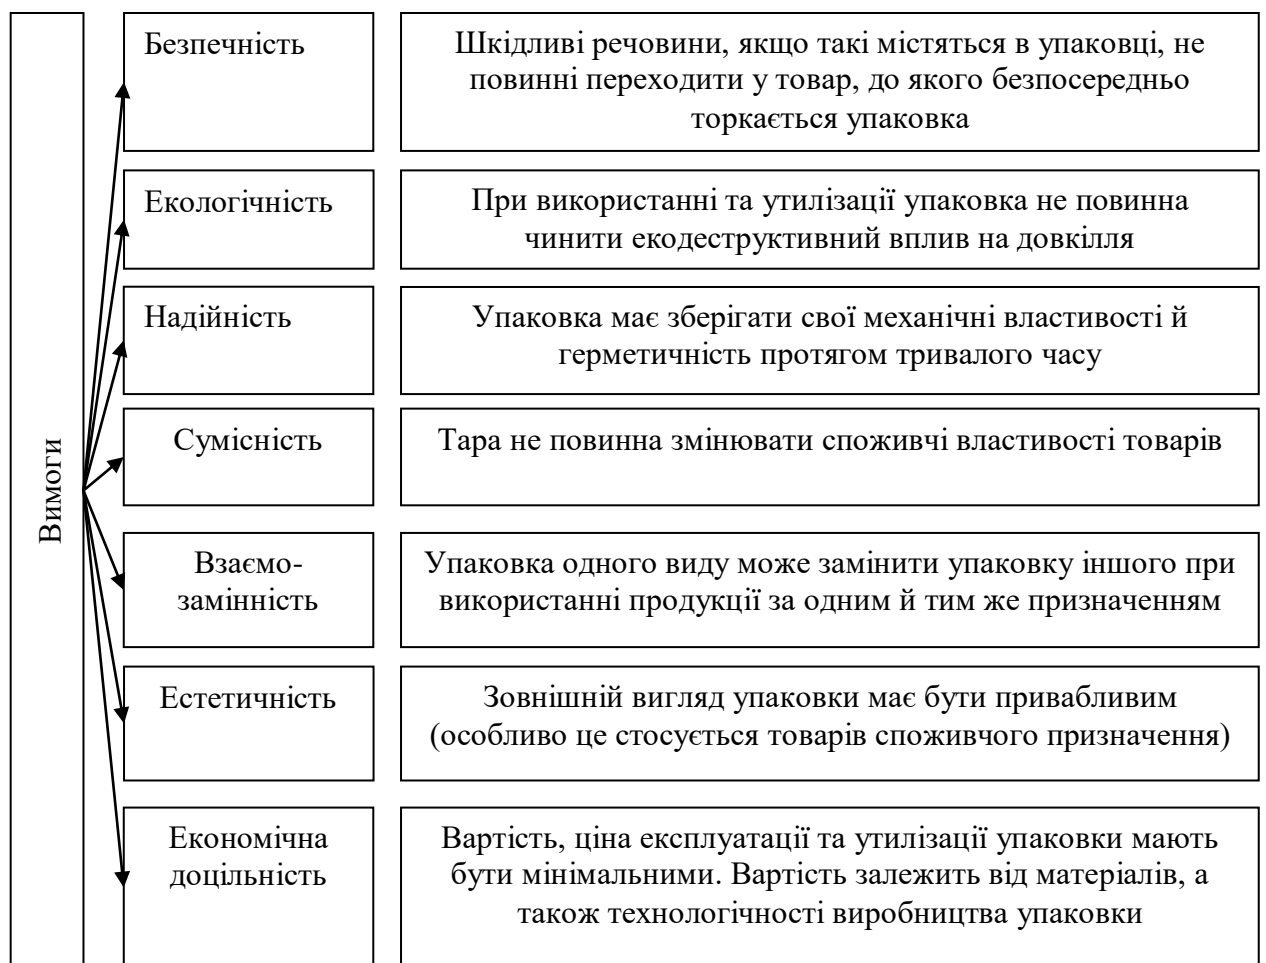 Вимоги
Безпечність
Шкідливі речовини, якщо такі містяться в упаковці, не
повинні переходити у товар, до якого безпосередньо
торкається упаковка
Екологічність
При використанні та утилізації упаковка не повинна
чинити екодеструктивний вплив на довкілля
Надійність
Упаковка має зберігати свої механічні властивості й
герметичність протягом тривалого часу
Сумісність
Тара не повинна змінювати споживчі властивості товарів
Взаємо-
замінність
Упаковка одного виду може замінити упаковку іншого при
використанні продукції за одним й тим же призначенням
Естетичність
Зовнішній вигляд упаковки має бути привабливим
(особливо це стосується товарів споживчого призначення)
Економічна
доцільність
Вартість, ціна експлуатації та утилізації упаковки мають
бути мінімальними. Вартість залежить від матеріалів, а
також технологічності виробництва упаковки